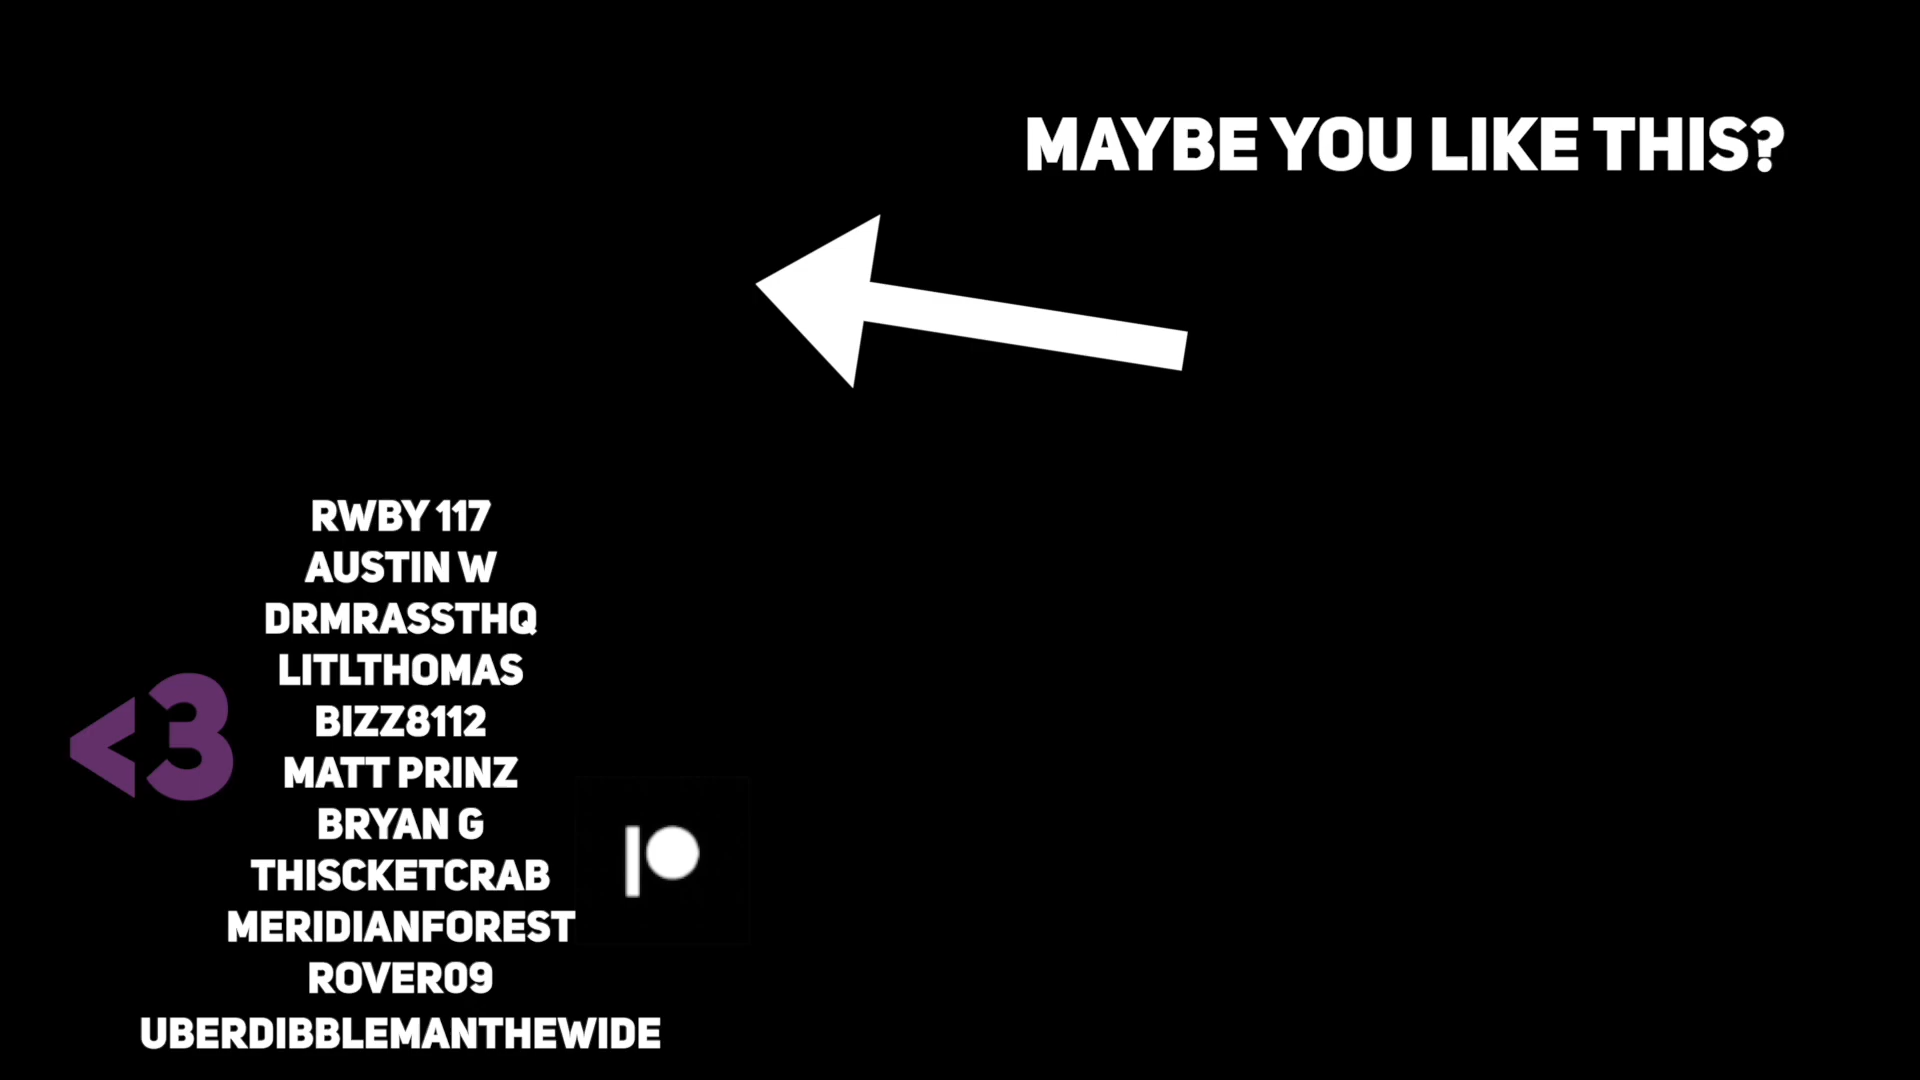 MAYBE YOU LIKE THIS?
RWBY 117
AUSTIN W
DRMRASSTHQ
LITLTHOMAS
<3
BIZZ8112
MATT PRINZ
BRYAN G
THISCKETCRAB
MERIDIANFOREST
ROVER09
UBERDIBBLEMANTHEWIDE